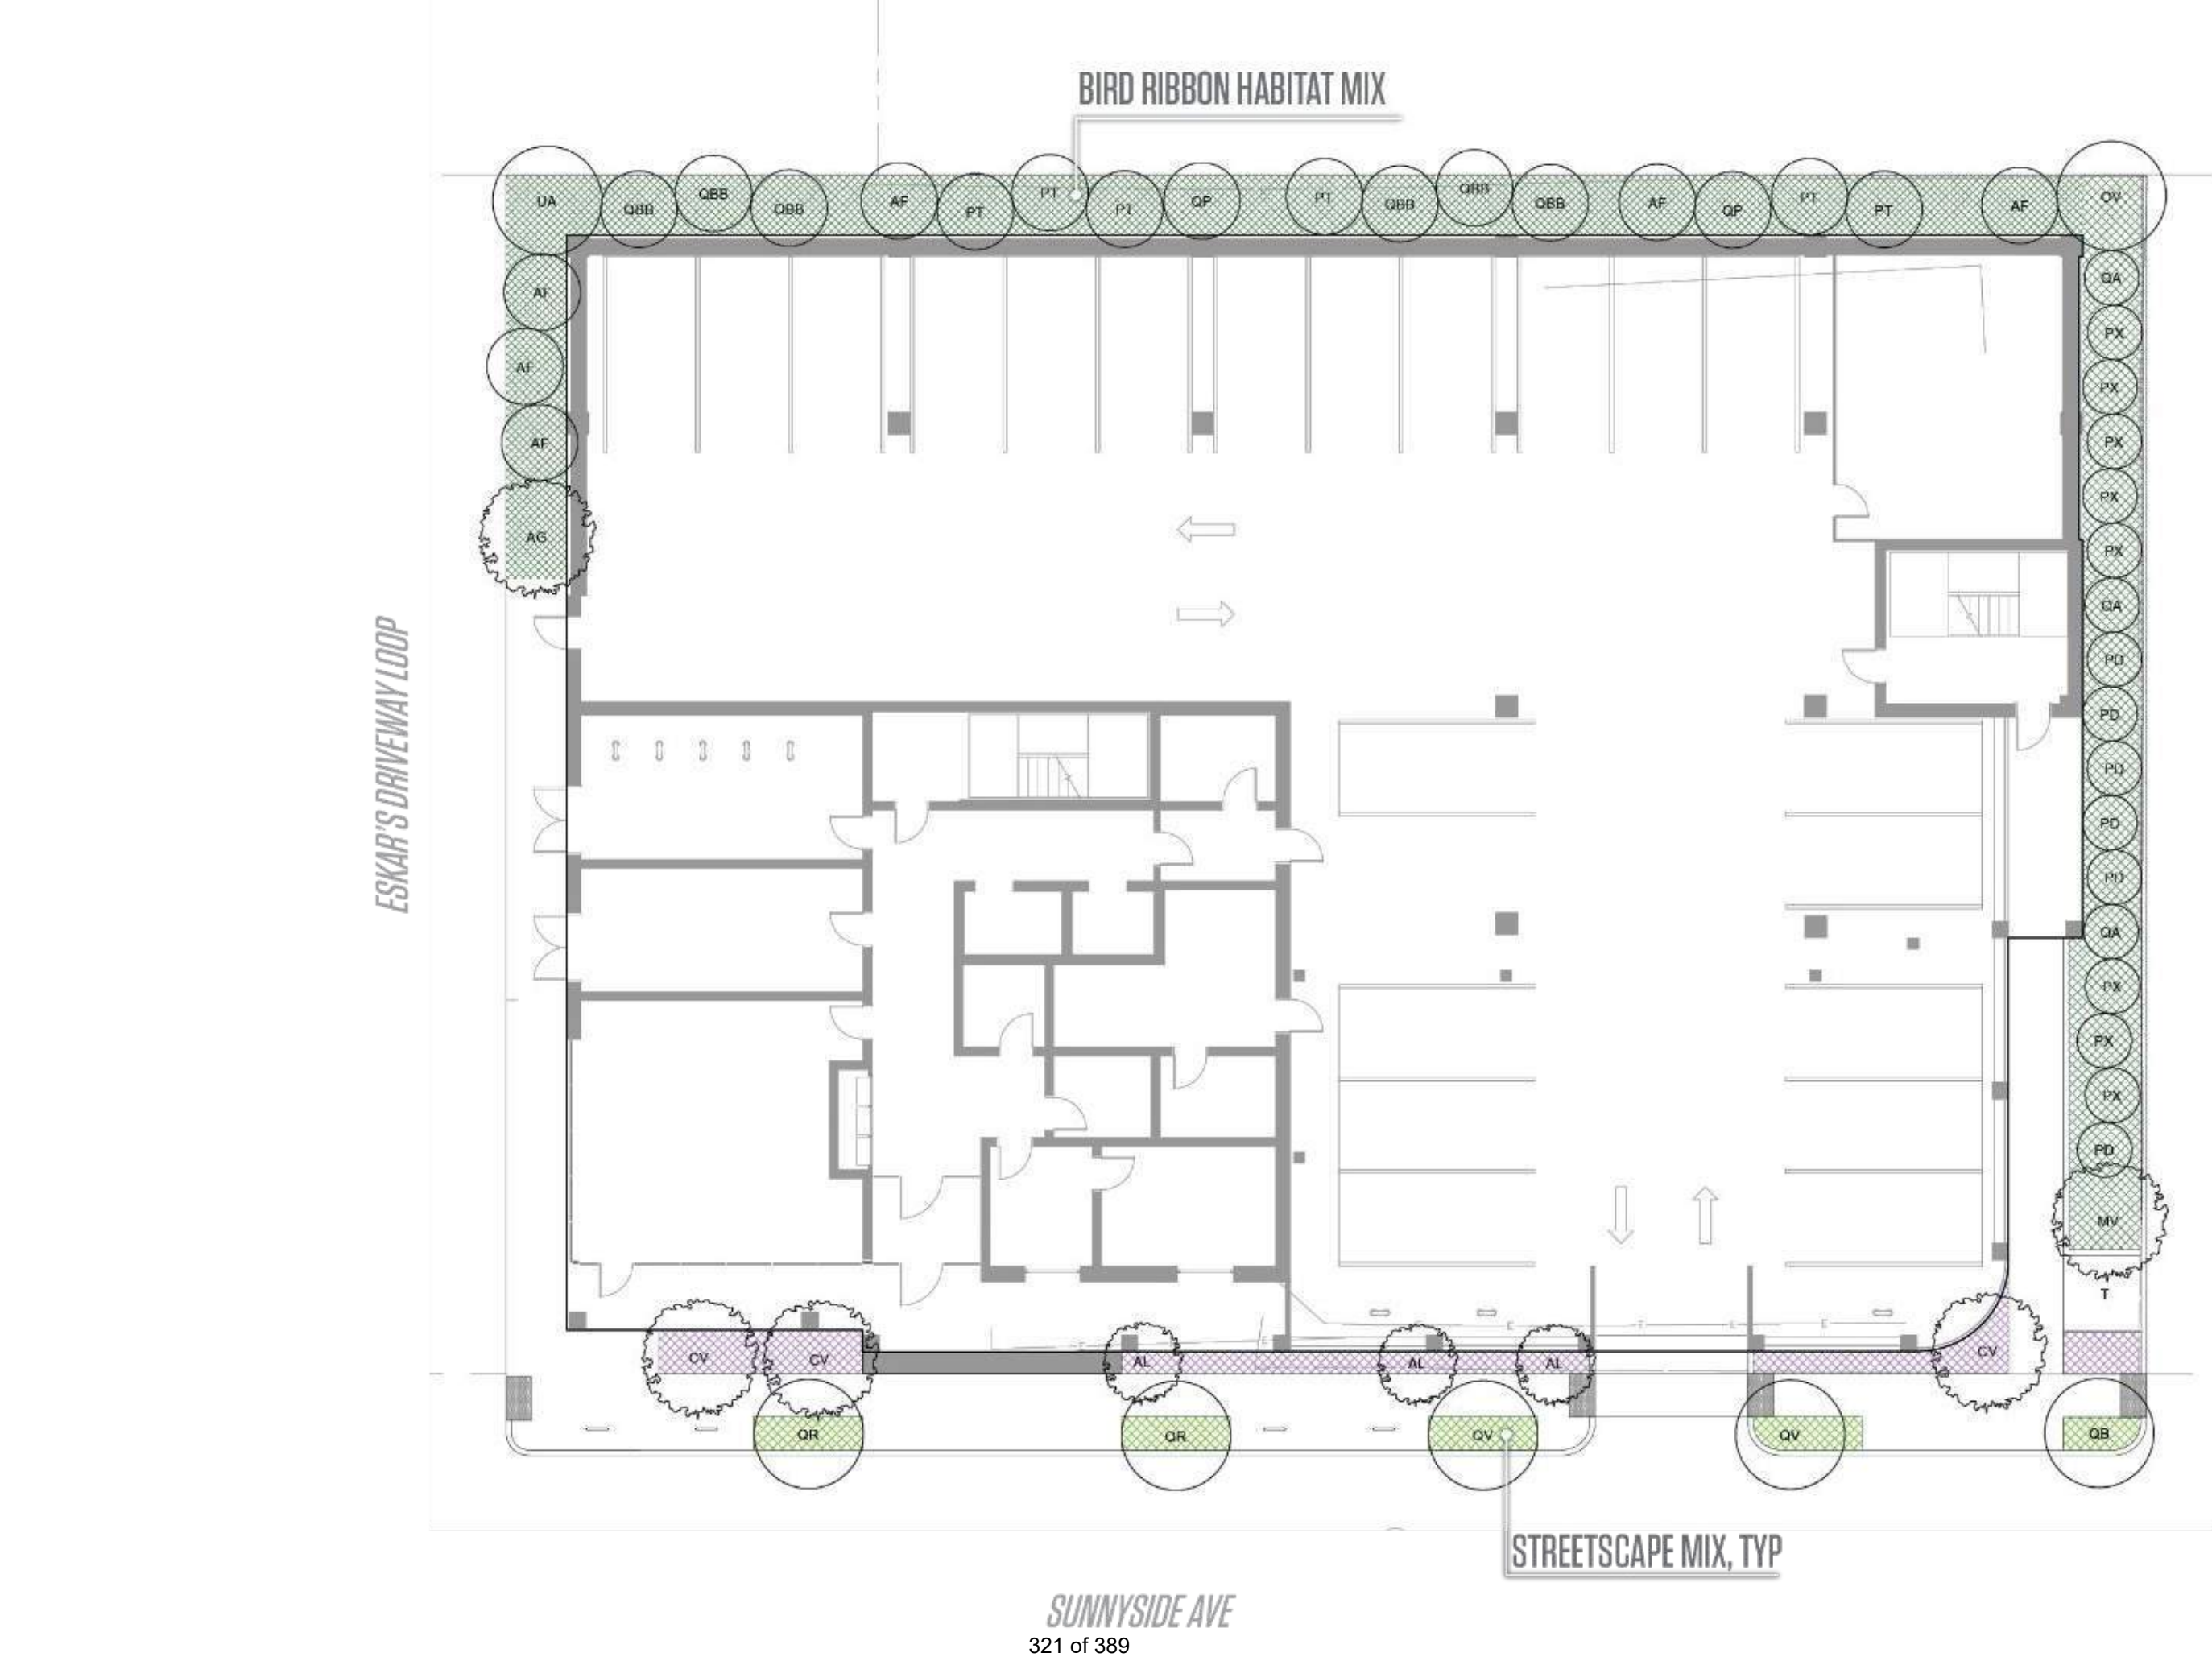 BIRD RIBBON HABITAT MIX
UA QBB QBB QBB AF PT PT PT QP PT QBB QBB QBB AF QP PT PT AF OV
AF
AF
AF
AG
QA
PX
PX
PX
PX
PX
QA
PD
PD
PD
PD
PD
QA
PX
PX
PX
PD
MV
T
ESKAR'S DRIVEWAY LOOP
E E E E E
CV CV AL AL AL CV
QR QR QV QV QB
STREETSCAPE MIX, TYP
SUNNYSIDE AVE
321 of 389